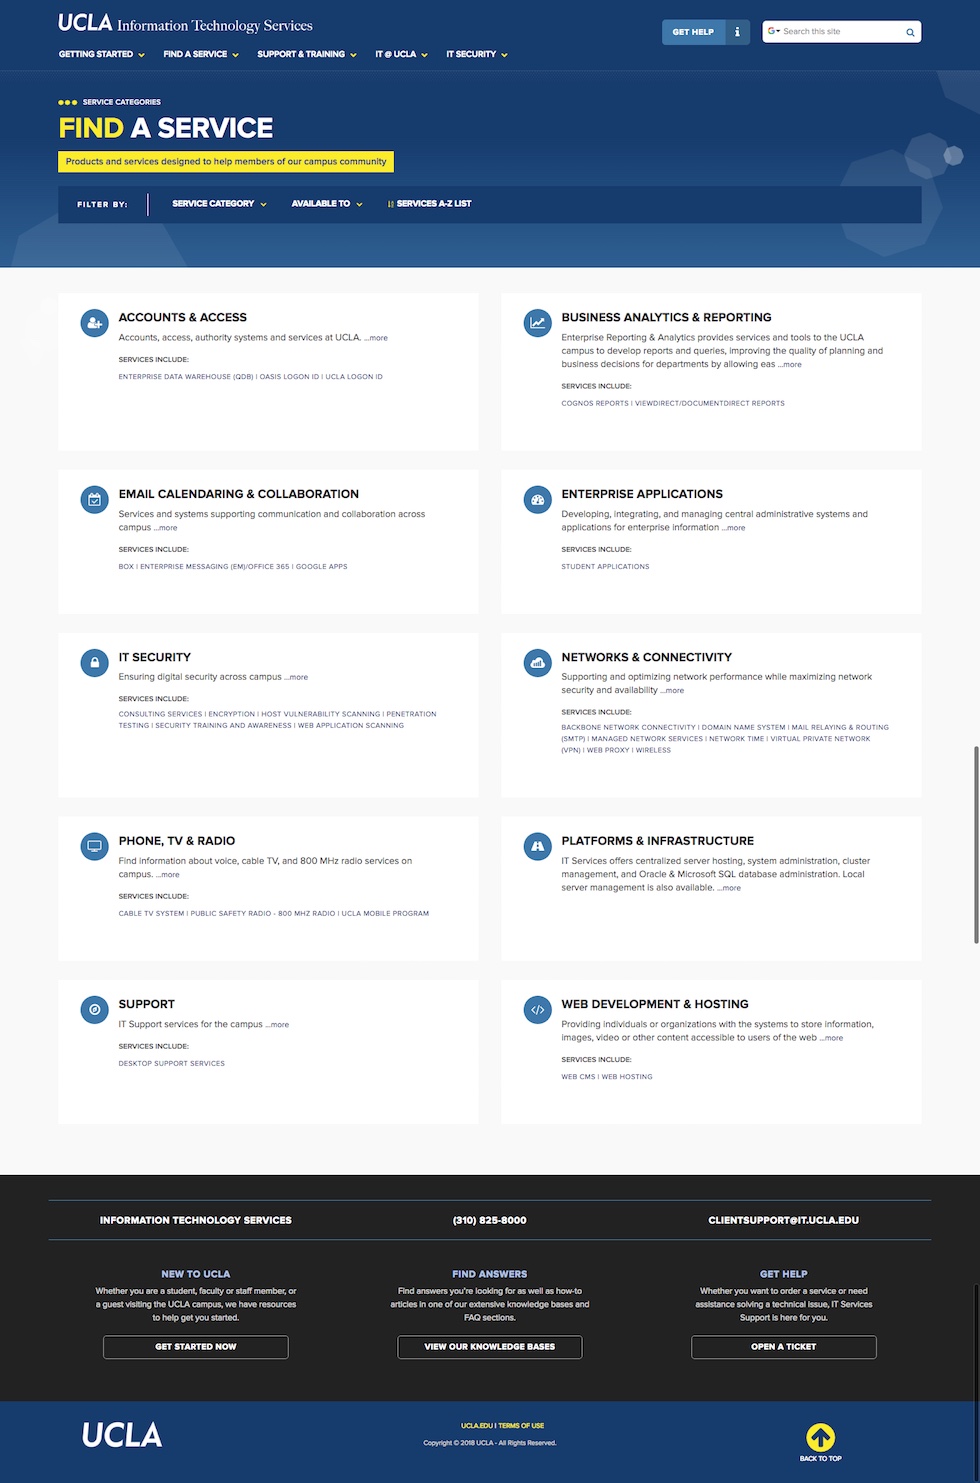 UCLA Information Technology Services
GET HELP
Search this site
GETTING STARTED FIND A SERVICE SUPPORT & TRAINING IT @ UCLA IT SECURITY
SERVICE CATEGORIES
FIND A SERVICE
Products and services designed to help members of our campus community
FILTER BY: SERVICE CATEGORY AVAILABLE TO SERVICES A-Z LIST
ACCOUNTS & ACCESS
Accounts, access, authority systems and services at UCLA. ...more
SERVICES INCLUDE:
ENTERPRISE DATA WAREHOUSE (QDB) | OASIS LOGON ID | UCLA LOGON ID
BUSINESS ANALYTICS & REPORTING
Enterprise Reporting & Analytics provides services and tools to the UCLA
campus to develop reports and queries, improving the quality of planning and
business decisions for departments by allowing eas ...more
SERVICES INCLUDE:
COGNOS REPORTS | VIEWDIRECT/DOCUMENTDIRECT REPORTS
EMAIL CALENDARING & COLLABORATION
Services and systems supporting communication and collaboration across
campus ...more
SERVICES INCLUDE:
BOX | ENTERPRISE MESSAGING (EM)/OFFICE 365 | GOOGLE APPS
ENTERPRISE APPLICATIONS
Developing, integrating, and managing central administrative systems and
applications for enterprise information ...more
SERVICES INCLUDE:
STUDENT APPLICATIONS
IT SECURITY
Ensuring digital security across campus ...more
SERVICES INCLUDE:
CONSULTING SERVICES | ENCRYPTION | HOST VULNERABILITY SCANNING | PENETRATION
TESTING | SECURITY TRAINING AND AWARENESS | WEB APPLICATION SCANNING
NETWORKS & CONNECTIVITY
Supporting and optimizing network performance while maximizing network
security and availability ...more
SERVICES INCLUDE:
BACKBONE NETWORK CONNECTIVITY | DOMAIN NAME SYSTEM | MAIL RELAYING & ROUTING
(SMTP) | MANAGED NETWORK SERVICES | NETWORK TIME | VIRTUAL PRIVATE NETWORK
(VPN) | WEB PROXY | WIRELESS
PHONE, TV & RADIO
Find information about voice, cable TV, and 800 MHz radio services on
campus. ...more
SERVICES INCLUDE:
CABLE TV SYSTEM | PUBLIC SAFETY RADIO - 800 MHZ RADIO | UCLA MOBILE PROGRAM
PLATFORMS & INFRASTRUCTURE
IT Services offers centralized server hosting, system administration, cluster
management, and Oracle & Microsoft SQL database administration. Local
server management is also available. ...more
SUPPORT
IT Support services for the campus ...more
SERVICES INCLUDE:
DESKTOP SUPPORT SERVICES
WEB DEVELOPMENT & HOSTING
Providing individuals or organizations with the systems to store information,
images, video or other content accessible to users of the web ...more
SERVICES INCLUDE:
WEB CMS | WEB HOSTING
INFORMATION TECHNOLOGY SERVICES (310) 825-8000 CLIENTSUPPORT@IT.UCLA.EDU
NEW TO UCLA
Whether you are a student, faculty or staff member, or
a guest visiting the UCLA campus, we have resources
to help get you started.
GET STARTED NOW
FIND ANSWERS
Find answers you're looking for as well as how-to
articles in one of our extensive knowledge bases and
FAQ sections.
VIEW OUR KNOWLEDGE BASES
GET HELP
Whether you want to order a service or need
assistance solving a technical issue, IT Services
Support is here for you.
OPEN A TICKET
UCLA
UCLA.EDU | TERMS OF USE
Copyright © 2018 UCLA - All Rights Reserved.
BACK TO TOP